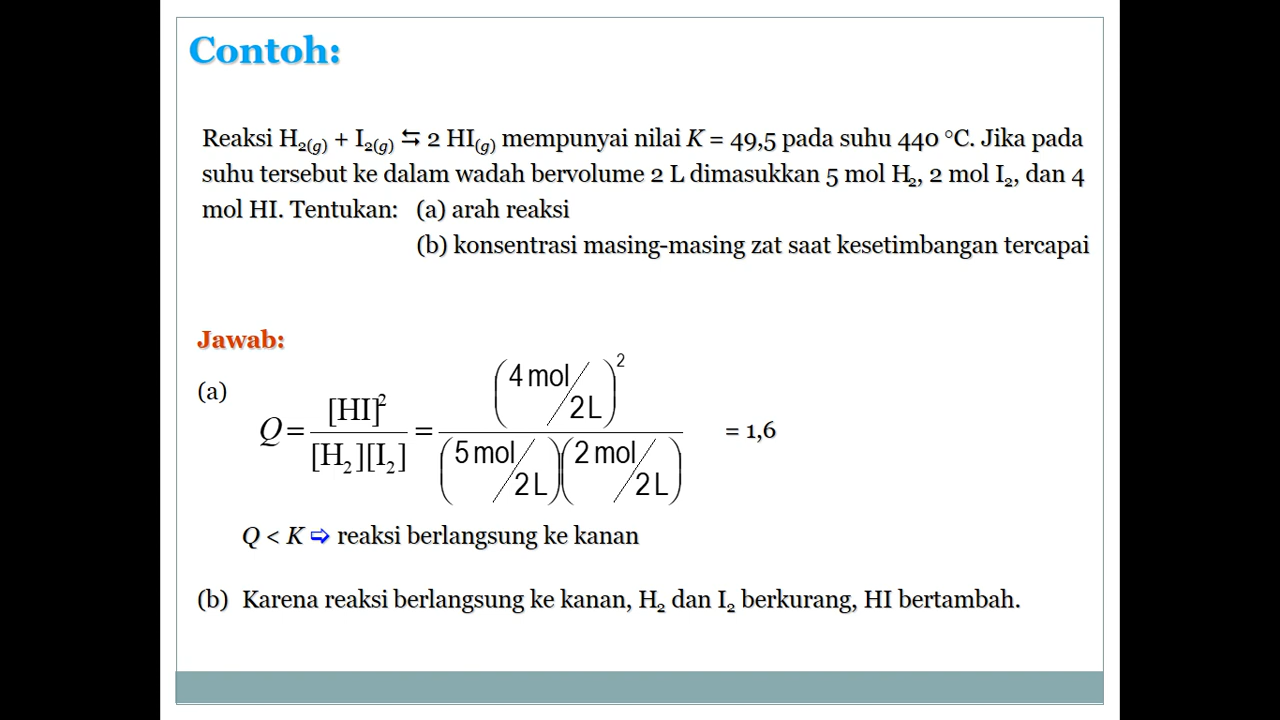 Contoh:
Reaksi H₂(g) + I₂(g) ⇆ 2 HI(g) mempunyai nilai K = 49,5 pada suhu 440 °C. Jika pada
suhu tersebut ke dalam wadah bervolume 2 L dimasukkan 5 mol H₂, 2 mol I₂, dan 4
mol HI. Tentukan: (a) arah reaksi
(b) konsentrasi masing-masing zat saat kesetimbangan tercapai
Jawab:
(a)
Q = [HI]² / [H₂][I₂] = (4 mol / 2 L)² / (5 mol / 2 L)(2 mol / 2 L) = 1,6
Q < K ⇨ reaksi berlangsung ke kanan
(b) Karena reaksi berlangsung ke kanan, H₂ dan I₂ berkurang, HI bertambah.